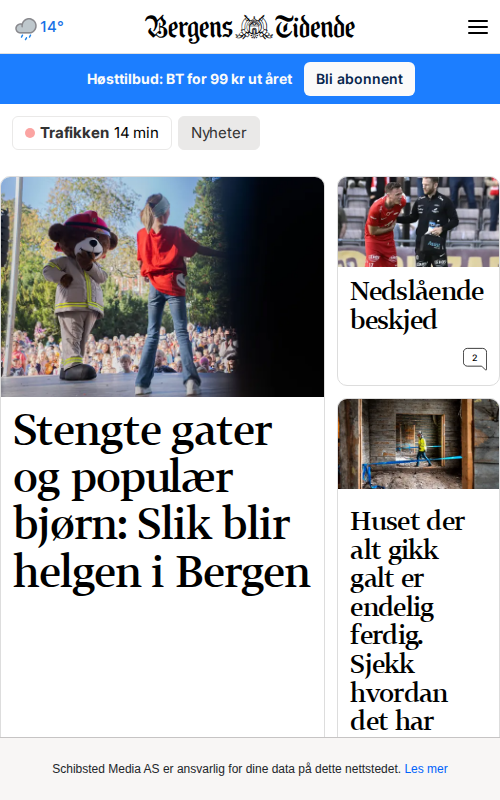 14°
Bergens Tidende
Høsttilbud: BT for 99 kr ut året
Bli abonnent
Trafikken 14 min
Nyheter
Stengte gater
og populær
bjørn: Slik blir
helgen i Bergen
Nedslående
beskjed
2
Huset der
alt gikk
galt er
endelig
ferdig.
Sjekk
hvordan
det har
Schibsted Media AS er ansvarlig for dine data på dette nettstedet. Les mer